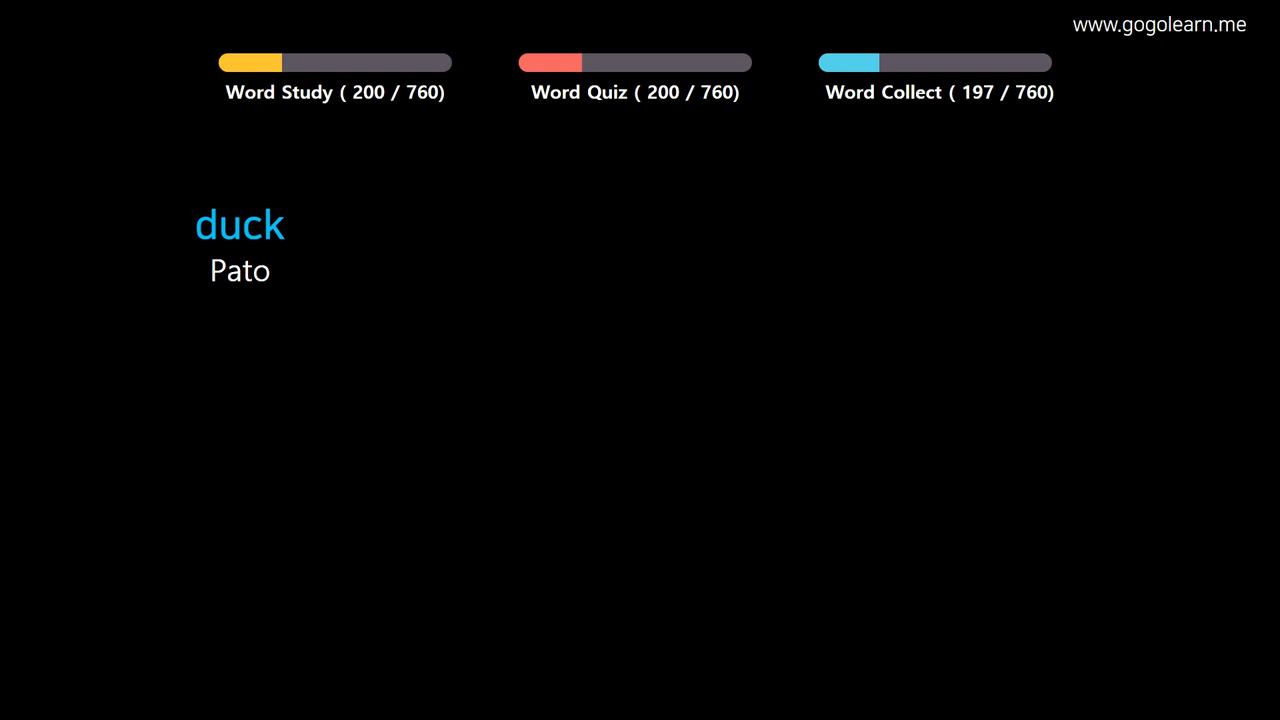 www.gogolearn.me
Word Study ( 200 / 760)
Word Quiz ( 200 / 760)
Word Collect ( 197 / 760)
duck
Pato